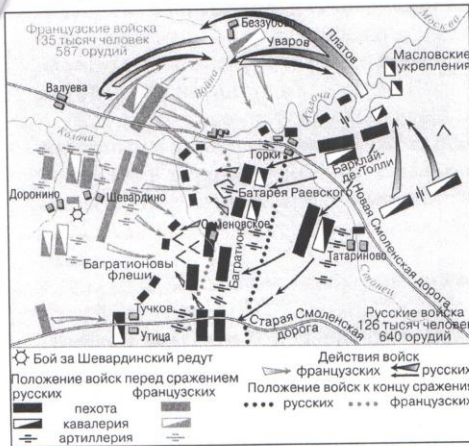 Французские войска
135 тысяч человек
587 орудий
Беззубово
Уваров
Платов
Москва
Масловские
укрепления
Валуева
Война
Колоча
Колоча
Горки
Барклай-
де-Толли
Батарея Раевского
Новая Смоленская дорога
Доронино
Шевардино
Семеновское
Багратион
Татариново
Стонец
Багратионовы
флеши
Тучков
Утица
Старая Смоленская
дорога
Русские войска
126 тысяч человек
640 орудий
Бой за Шевардинский редут
Действия войск
французских
русских
Положение войск перед сражением
русских
французских
пехота
кавалерия
артиллерия
Положение войск к концу сражения
русских
французских